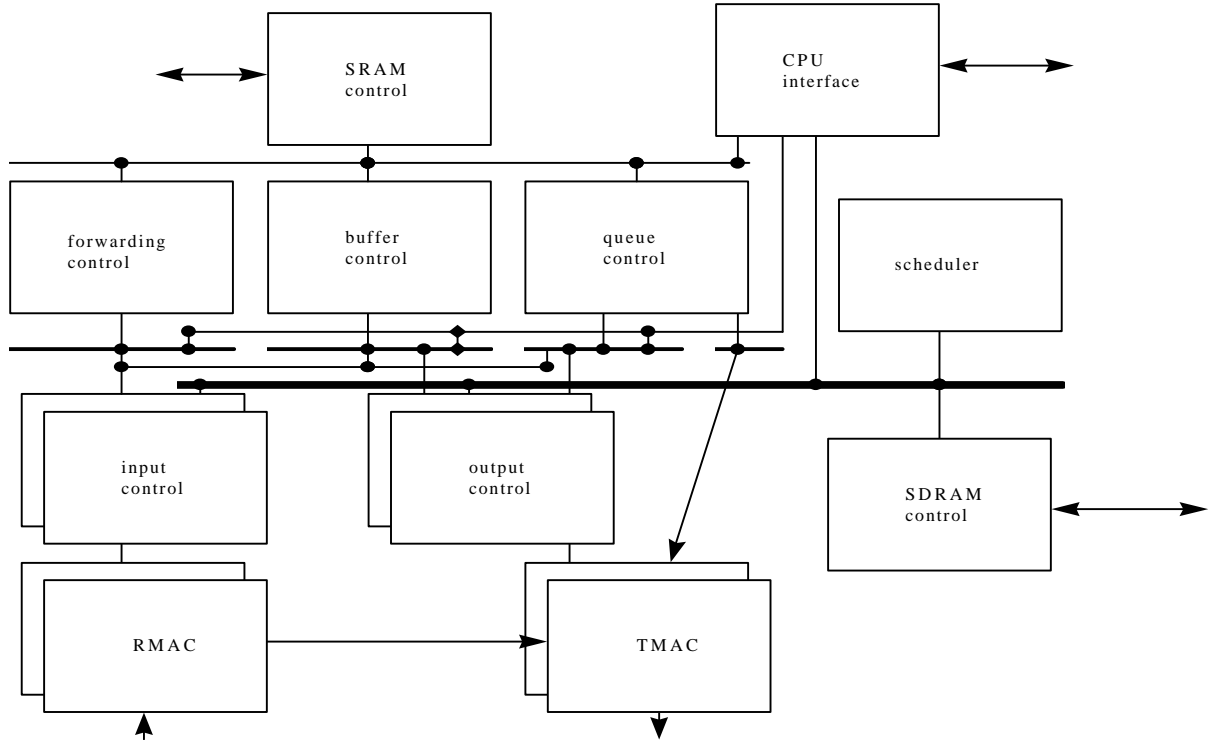 SRAM
control
CPU
interface
forwarding
control
buffer
control
queue
control
scheduler
input
control
output
control
SDRAM
control
RMAC
TMAC